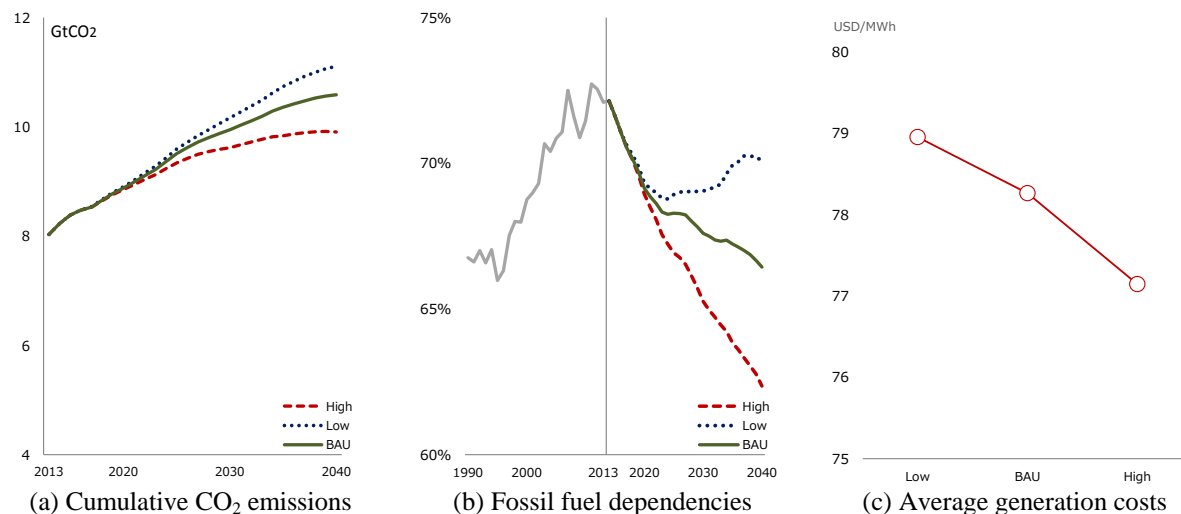 12
GtCO2
10
8
6
4
High
Low
BAU
2013
2020
2030
2040
(a) Cumulative CO2 emissions
75%
70%
65%
60%
High
Low
BAU
1990
2000
2013
2020
2030
2040
(b) Fossil fuel dependencies
USD/MWh
80
79
78
77
76
75
Low
BAU
High
(c) Average generation costs